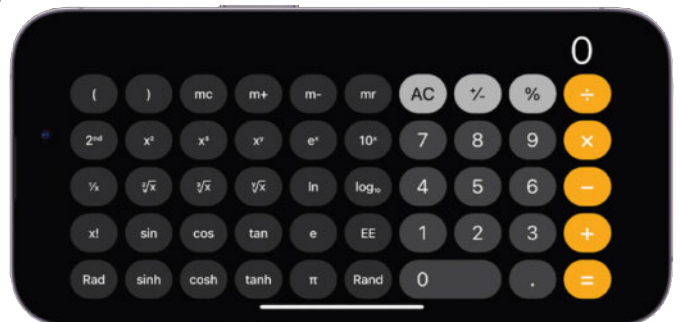 0
( ) mc m+ m- mr AC +/- % ÷
2ⁿᵈ x² x³ xʸ eˣ 10ˣ 7 8 9 ×
¹/x ²√x ³√x ʸ√x ln log₁₀ 4 5 6 −
x! sin cos tan e EE 1 2 3 +
Rad sinh cosh tanh π Rand 0 . =